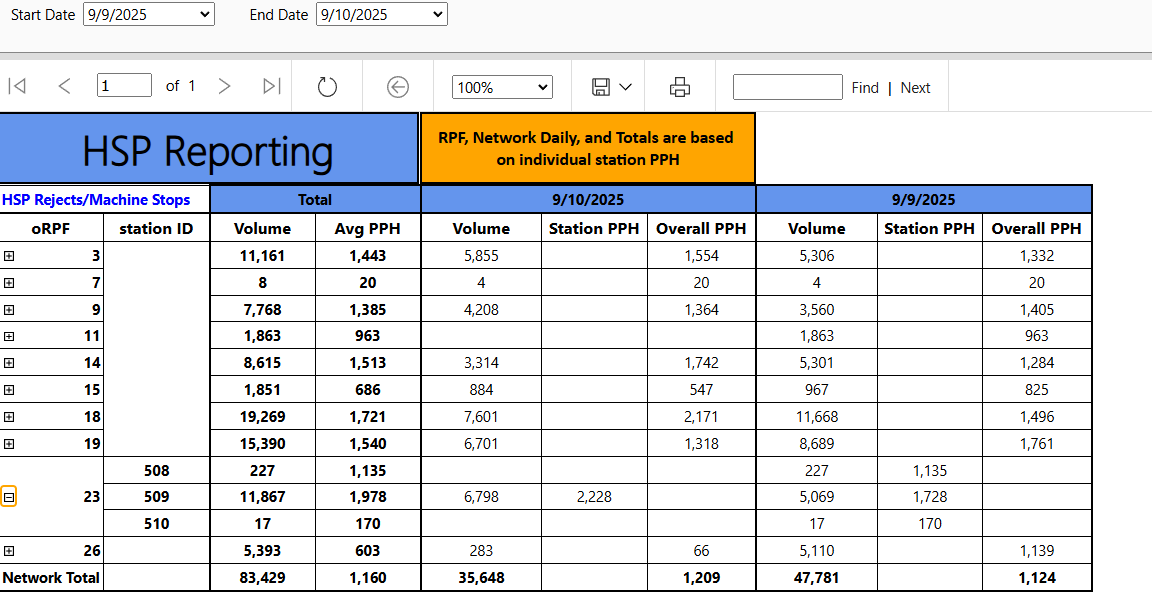 Start Date 9/9/2025 End Date 9/10/2025
1 of 1 100% Find | Next
HSP Reporting
RPF, Network Daily, and Totals are based
on individual station PPH
HSP Rejects/Machine Stops Total 9/10/2025 9/9/2025
oRPF station ID Volume Avg PPH Volume Station PPH Overall PPH Volume Station PPH Overall PPH
3 11,161 1,443 5,855 1,554 5,306 1,332
7 8 20 4 20 4 20
9 7,768 1,385 4,208 1,364 3,560 1,405
11 1,863 963 1,863 963
14 8,615 1,513 3,314 1,742 5,301 1,284
15 1,851 686 884 547 967 825
18 19,269 1,721 7,601 2,171 11,668 1,496
19 15,390 1,540 6,701 1,318 8,689 1,761
508 227 1,135 227 1,135
23 509 11,867 1,978 6,798 2,228 5,069 1,728
510 17 170 17 170
26 5,393 603 283 66 5,110 1,139
Network Total 83,429 1,160 35,648 1,209 47,781 1,124